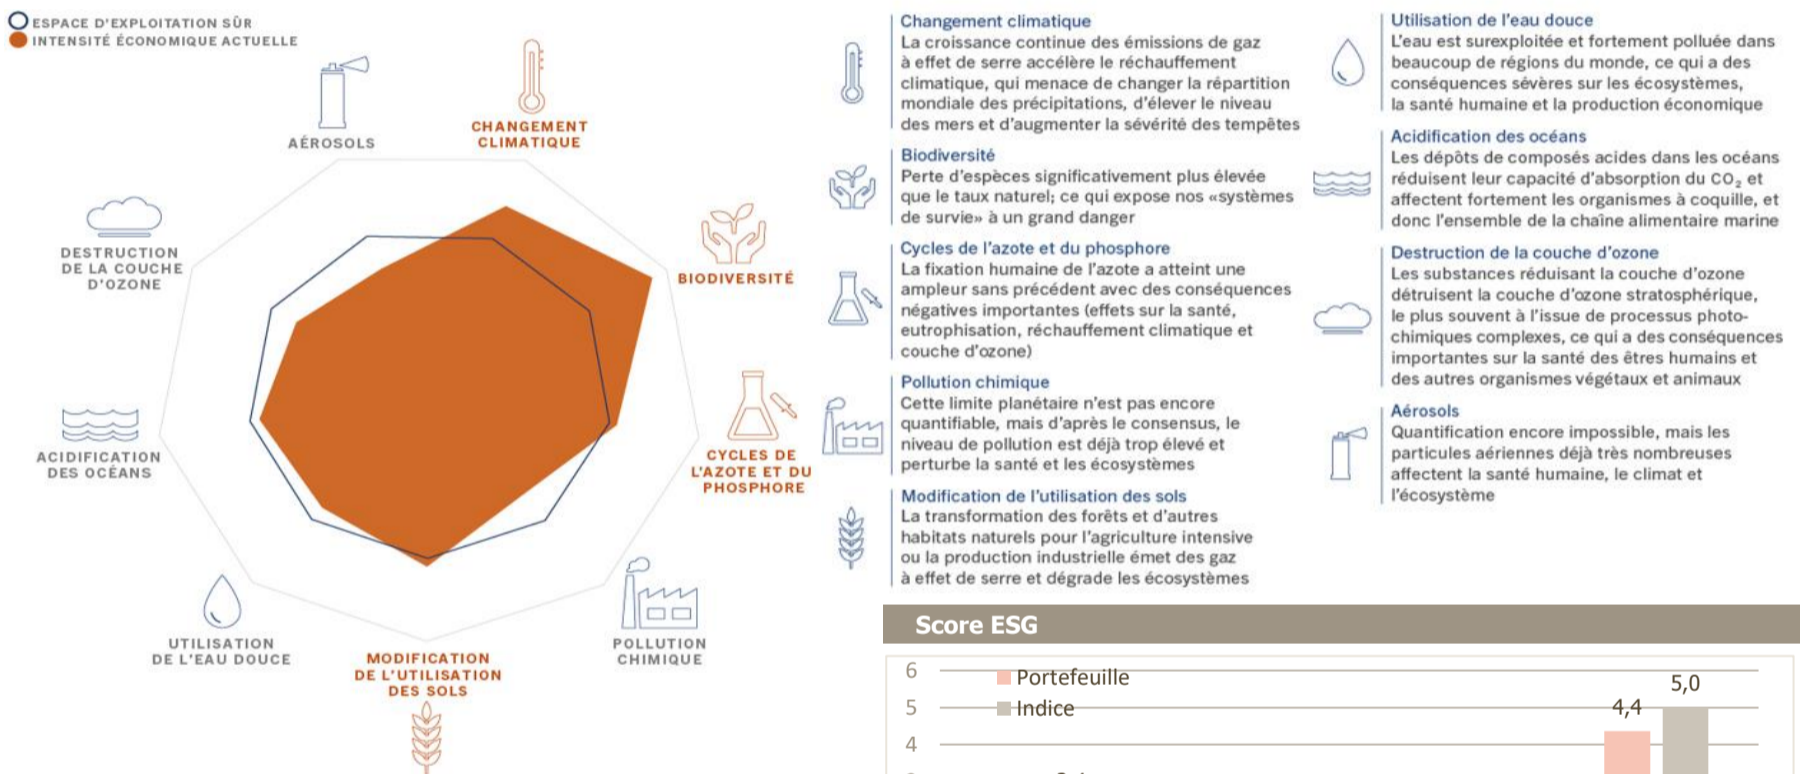 ESPACE D'EXPLOITATION SÛR
INTENSITÉ ÉCONOMIQUE ACTUELLE
AÉROSOLS
CHANGEMENT
CLIMATIQUE
DESTRUCTION
DE LA COUCHE
D'OZONE
BIODIVERSITÉ
ACIDIFICATION
DES OCÉANS
CYCLES DE
L'AZOTE ET DU
PHOSPHORE
UTILISATION
DE L'EAU DOUCE
MODIFICATION
DE L'UTILISATION
DES SOLS
POLLUTION
CHIMIQUE
Changement climatique
La croissance continue des émissions de gaz
à effet de serre accélère le réchauffement
climatique, qui menace de changer la répartition
mondiale des précipitations, d'élever le niveau
des mers et d'augmenter la sévérité des tempêtes
Biodiversité
Perte d'espèces significativement plus élevée
que le taux naturel; ce qui expose nos «systèmes
de survie» à un grand danger
Cycles de l'azote et du phosphore
La fixation humaine de l'azote a atteint une
ampleur sans précédent avec des conséquences
négatives importantes (effets sur la santé,
eutrophisation, réchauffement climatique et
couche d'ozone)
Pollution chimique
Cette limite planétaire n'est pas encore
quantifiable, mais d'après le consensus, le
niveau de pollution est déjà trop élevé et
perturbe la santé et les écosystèmes
Modification de l'utilisation des sols
La transformation des forêts et d'autres
habitats naturels pour l'agriculture intensive
ou la production industrielle émet des gaz
à effet de serre et dégrade les écosystèmes
Utilisation de l'eau douce
L'eau est surexploitée et fortement polluée dans
beaucoup de régions du monde, ce qui a des
conséquences sévères sur les écosystèmes,
la santé humaine et la production économique
Acidification des océans
Les dépôts de composés acides dans les océans
réduisent leur capacité d'absorption du CO₂ et
affectent fortement les organismes à coquille, et
donc l'ensemble de la chaîne alimentaire marine
Destruction de la couche d'ozone
Les substances réduisant la couche d'ozone
détruisent la couche d'ozone stratosphérique,
le plus souvent à l'issue de processus photo-
chimiques complexes, ce qui a des conséquences
importantes sur la santé des êtres humains et
des autres organismes végétaux et animaux
Aérosols
Quantification encore impossible, mais les
particules aériennes déjà très nombreuses
affectent la santé humaine, le climat et
l'écosystème
Score ESG
6
Portefeuille
5,0
5
Indice
4,4
4